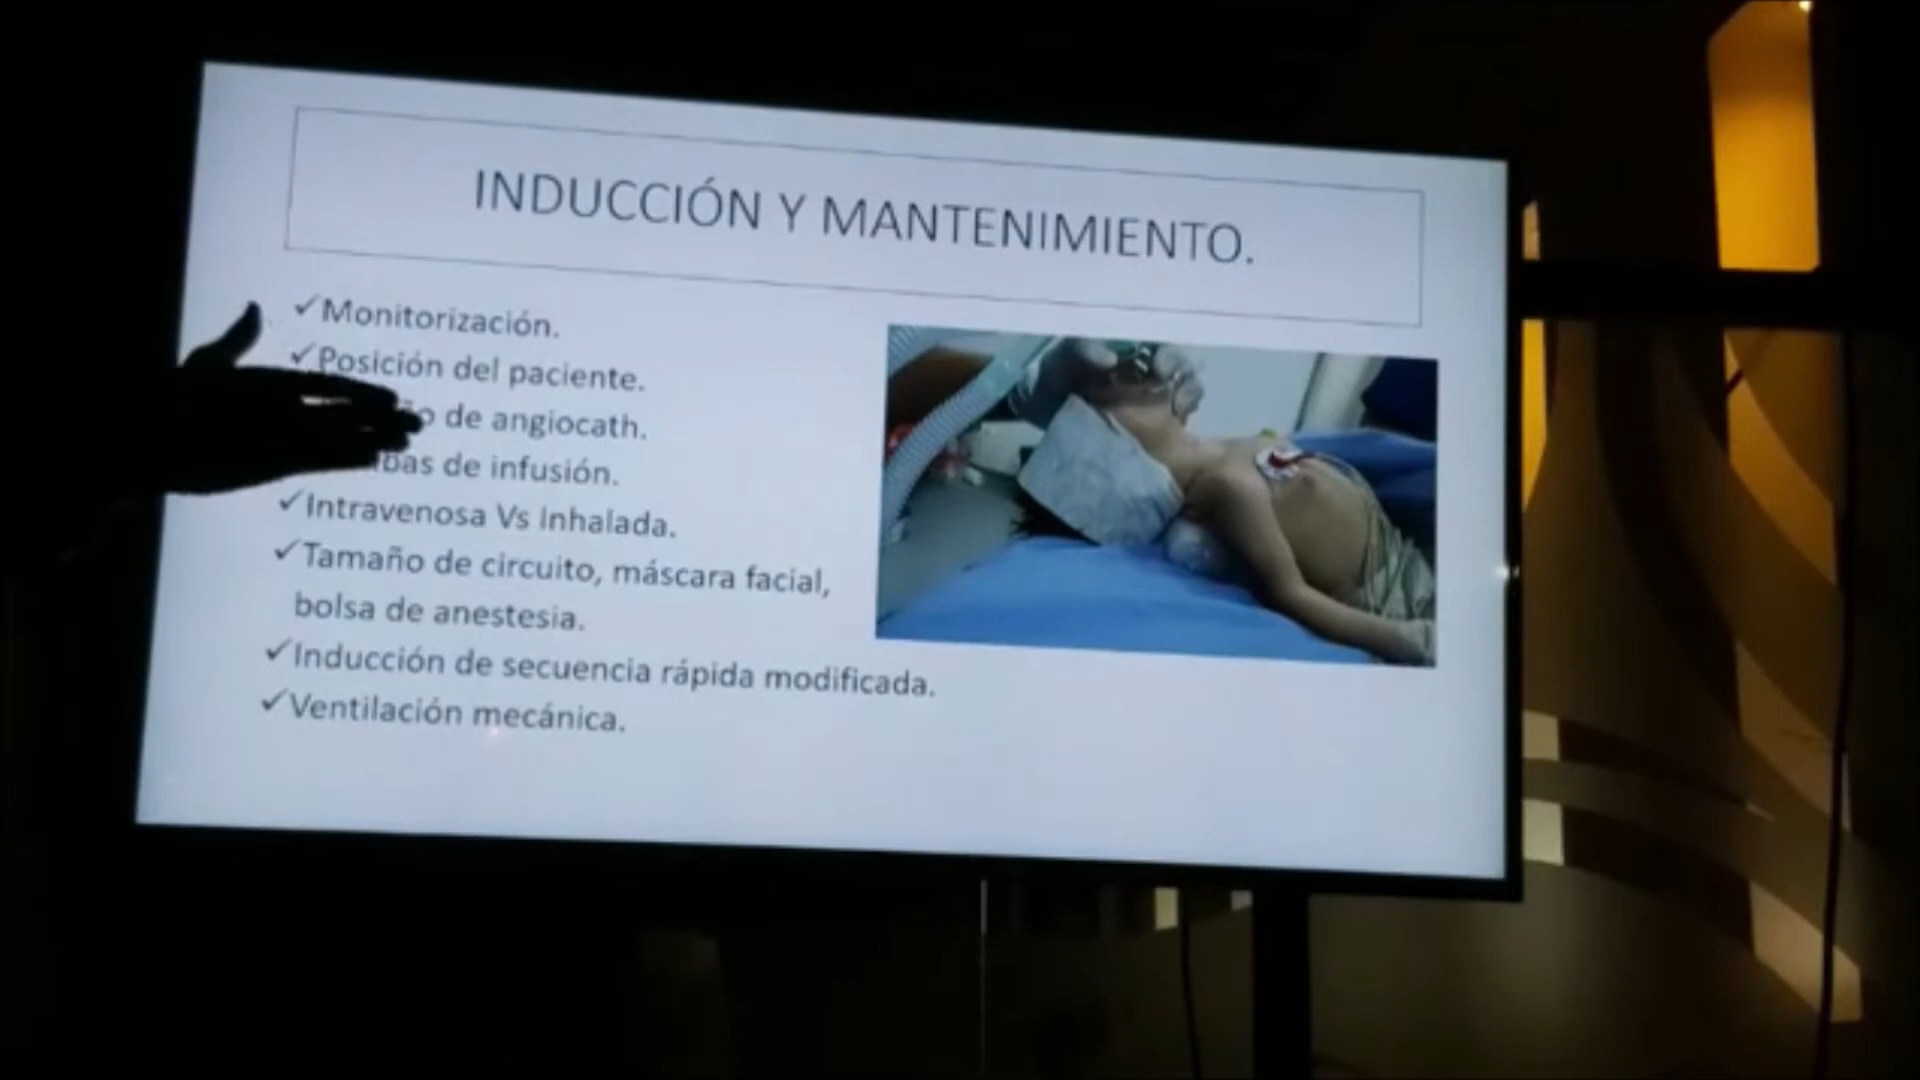 INDUCCIÓN Y MANTENIMIENTO.
✓Monitorización.
✓Posición del paciente.
de angiocath.
de infusión.
✓Intravenosa Vs Inhalada.
✓Tamaño de circuito, máscara facial,
bolsa de anestesia.
✓Inducción de secuencia rápida modificada.
✓Ventilación mecánica.